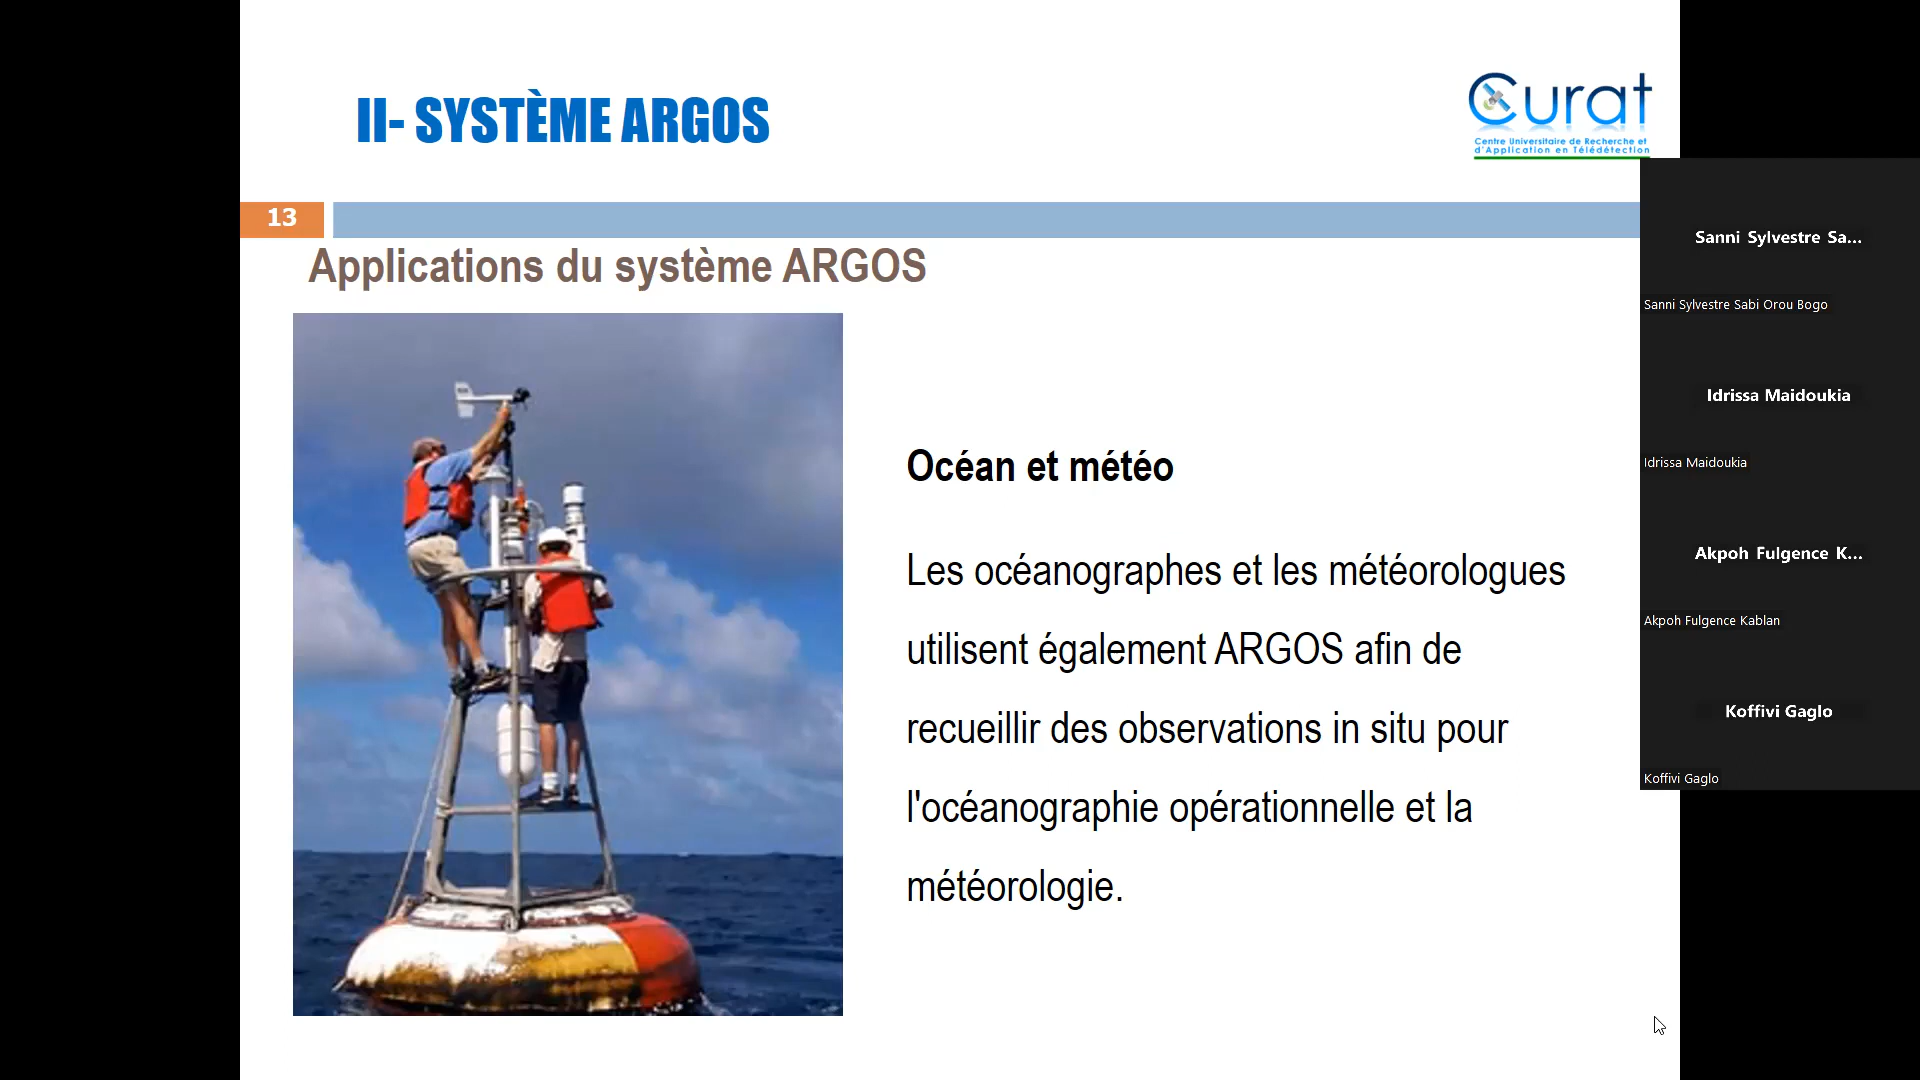 II- SYSTÈME ARGOS
Curat
Centre Universitaire de Recherche et
d'Application en Télédétection
13
Applications du système ARGOS
Océan et météo
Les océanographes et les météorologues
utilisent également ARGOS afin de
recueillir des observations in situ pour
l'océanographie opérationnelle et la
météorologie.
Sanni Sylvestre Sa...
Sanni Sylvestre Sabi Orou Bogo
Idrissa Maidoukia
Idrissa Maidoukia
Akpoh Fulgence K...
Akpoh Fulgence Kablan
Koffivi Gaglo
Koffivi Gaglo